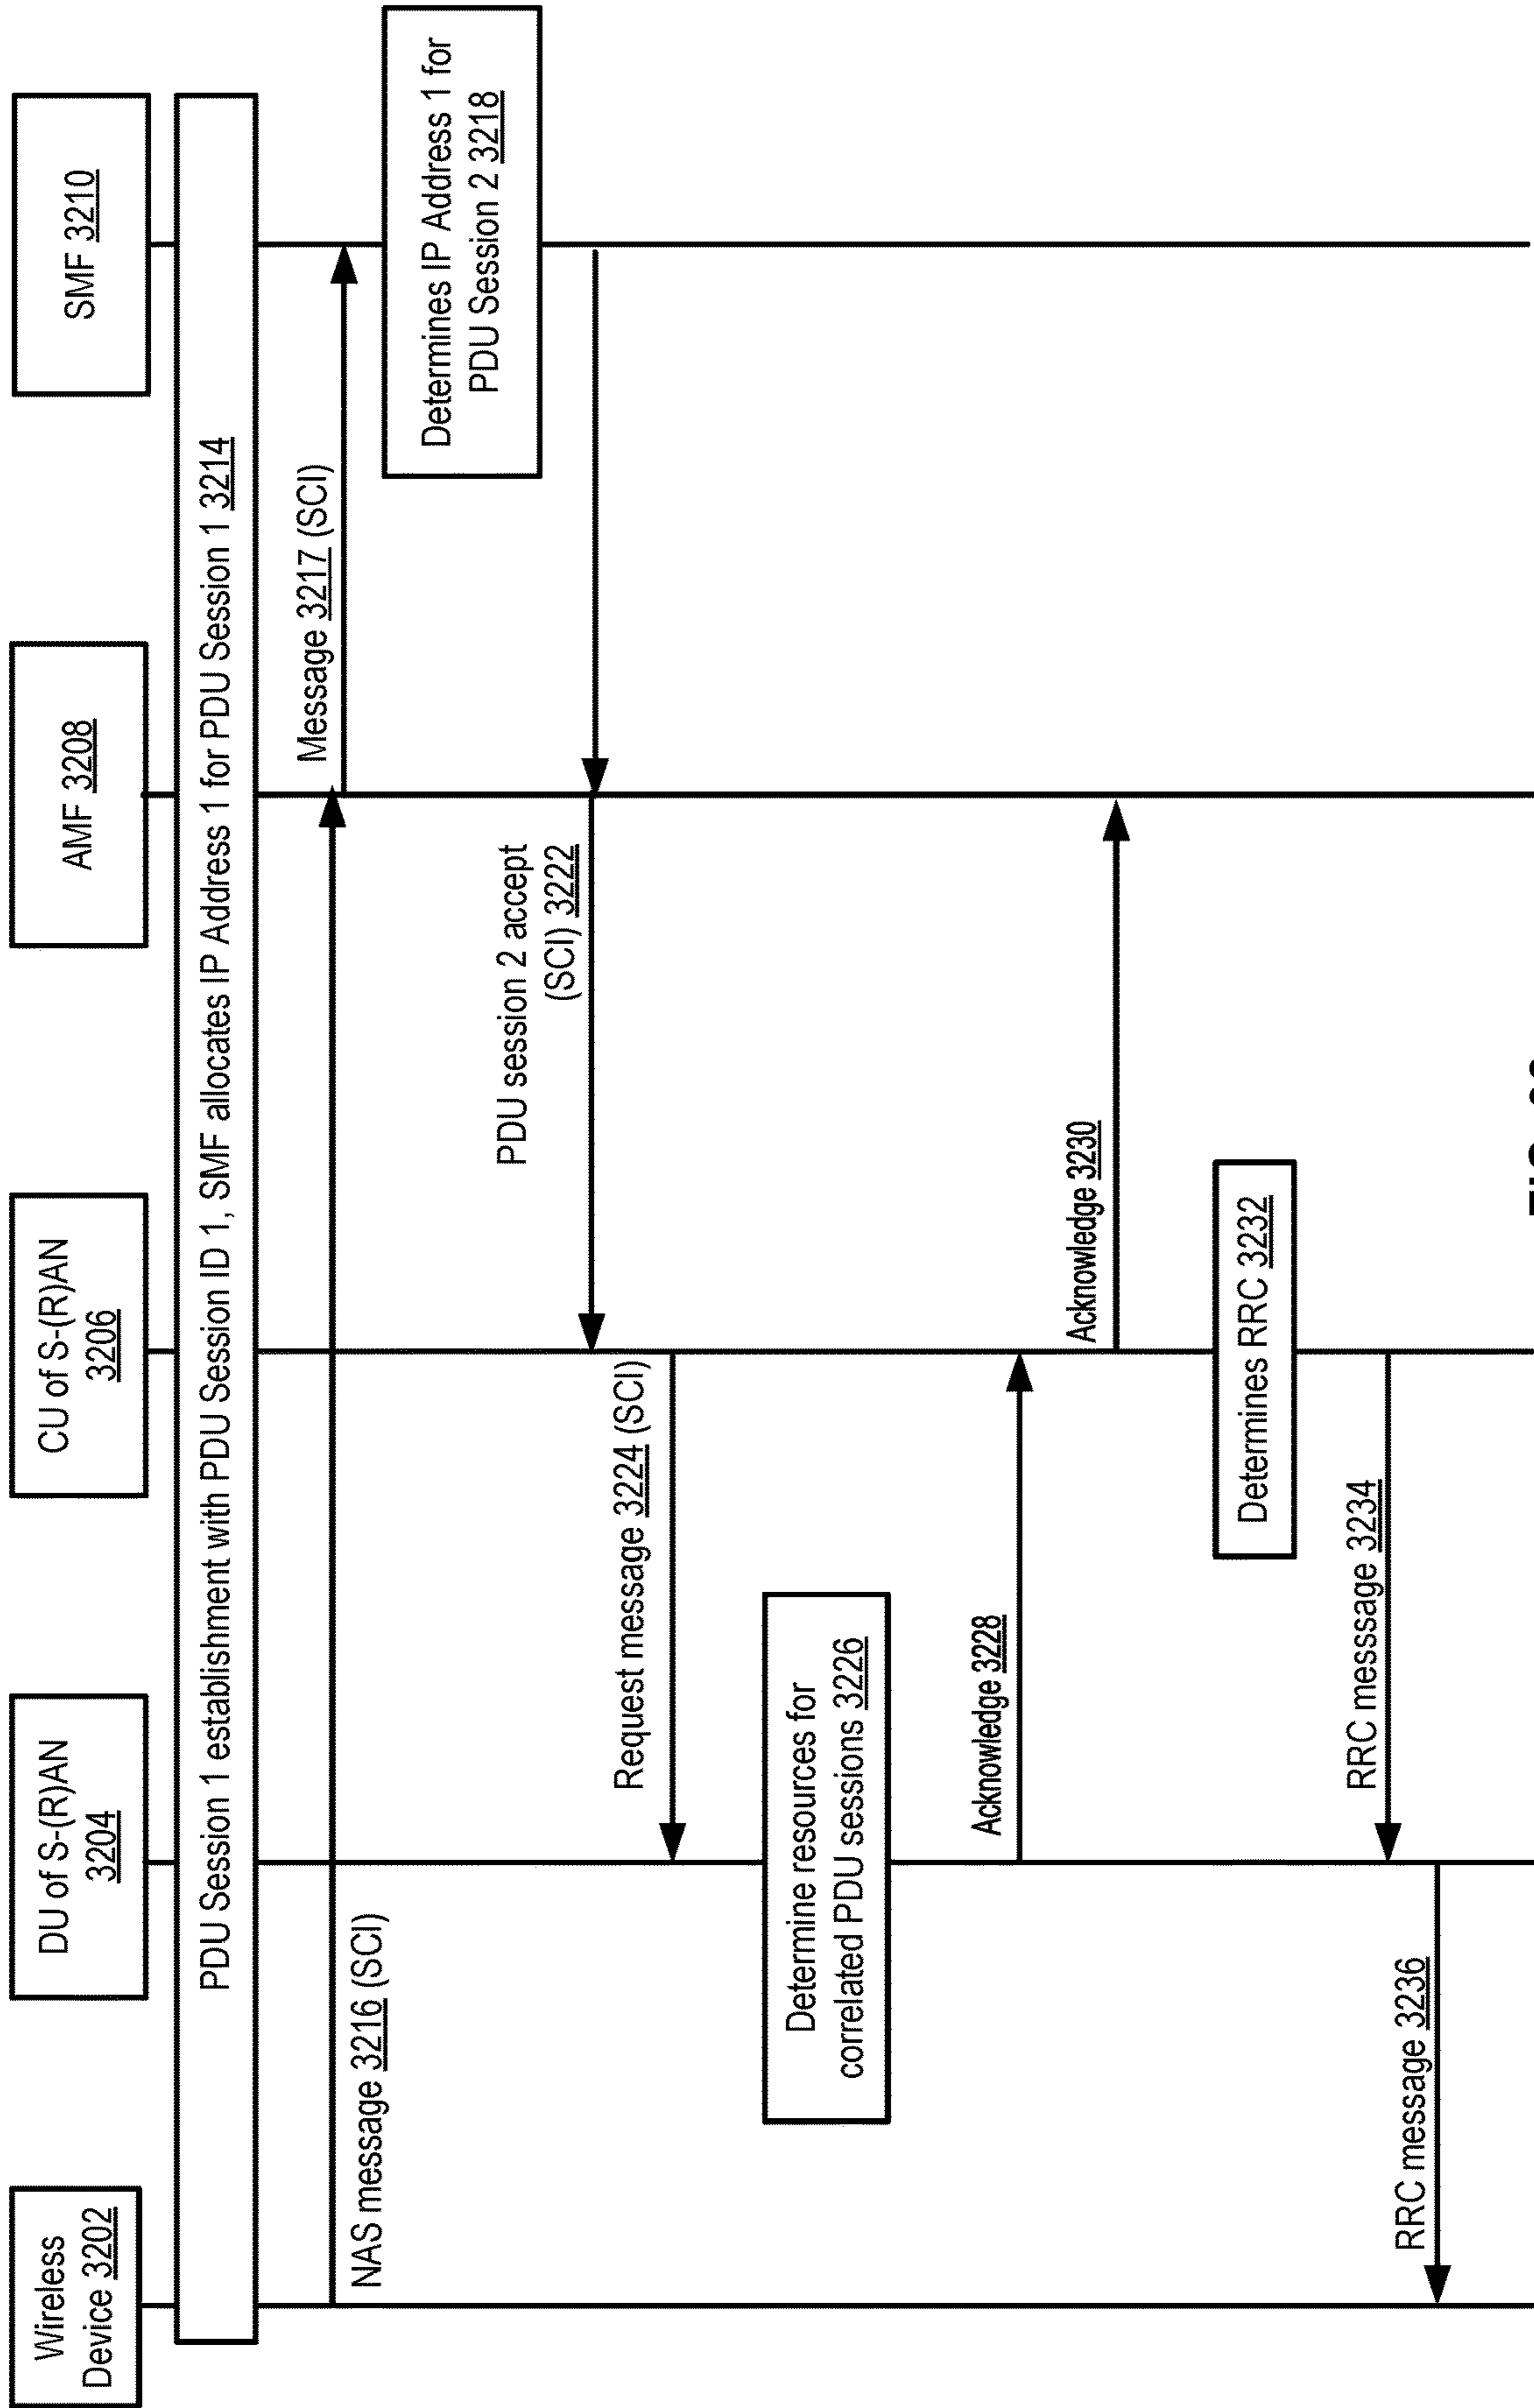 Wireless
Device 3202
DU of S-(R)AN
3204
CU of S-(R)AN
3206
AMF 3208
SMF 3210
PDU Session 1 establishment with PDU Session ID 1, SMF allocates IP Address 1 for PDU Session 1 3214
NAS message 3216 (SCI)
Message 3217 (SCI)
Determines IP Address 1 for
PDU Session 2 3218
PDU session 2 accept
(SCI) 3222
Request message 3224 (SCI)
Determine resources for
correlated PDU sessions 3226
Acknowledge 3228
Acknowledge 3230
Determines RRC 3232
RRC message 3234
RRC message 3236